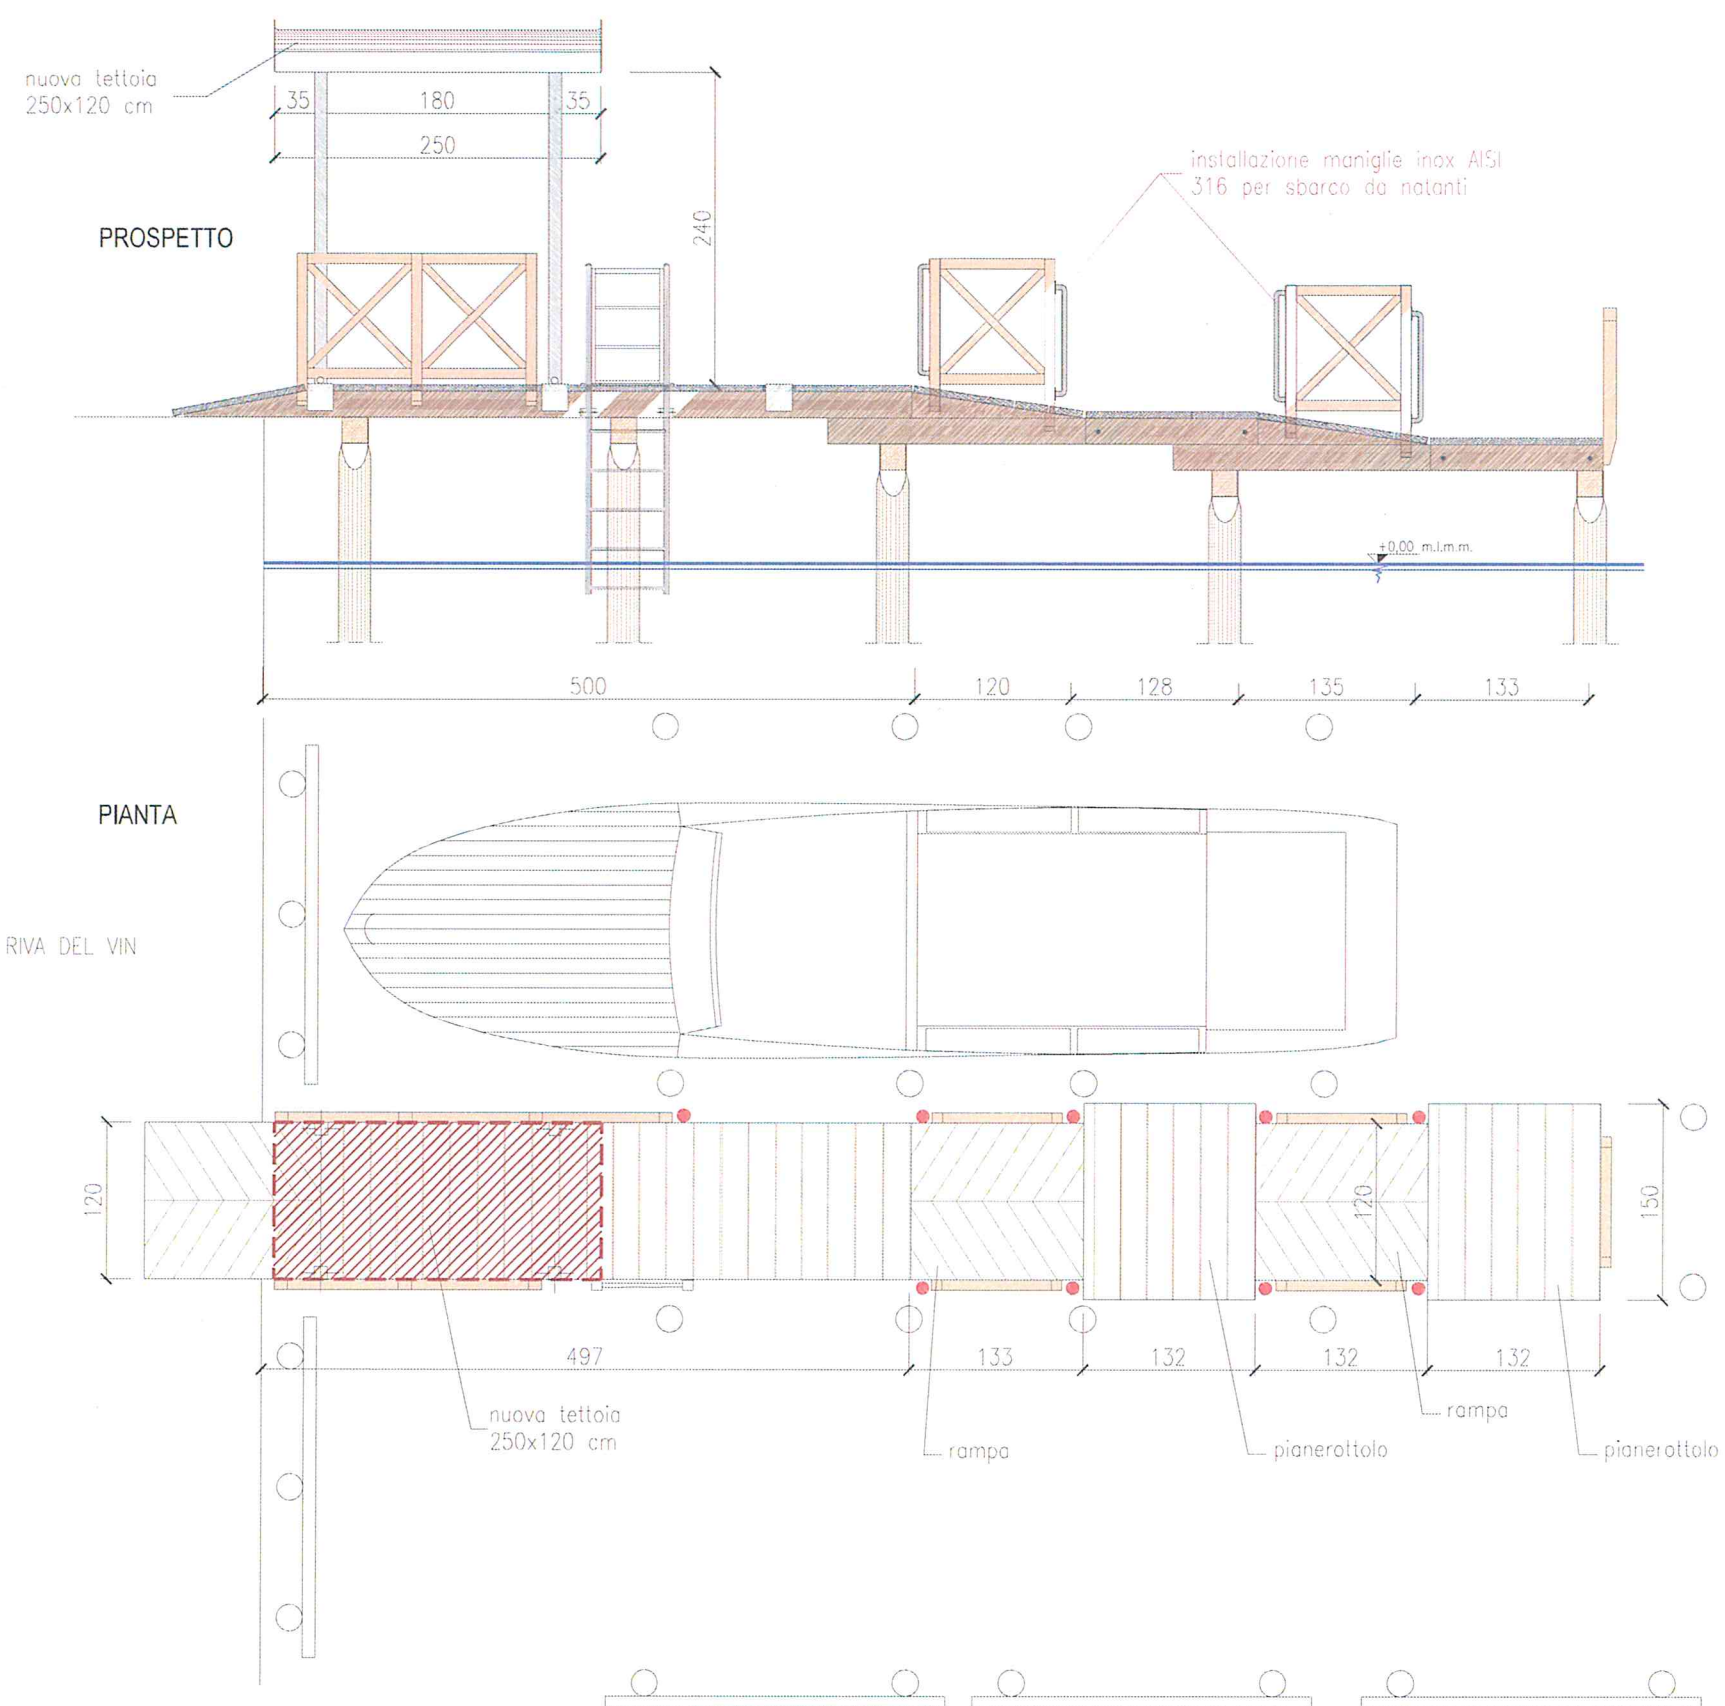 nuova tettoia
250x120 cm
35 180 35
250
240
installazione maniglie inox AISI
316 per sbarco da natanti
PROSPETTO
+0,00 m.l.m.m.
500 120 128 135 133
PIANTA
RIVA DEL VIN
120
120
150
497 133 132 132 132
nuova tettoia
250x120 cm
rampa
pianerottolo
rampa
pianerottolo